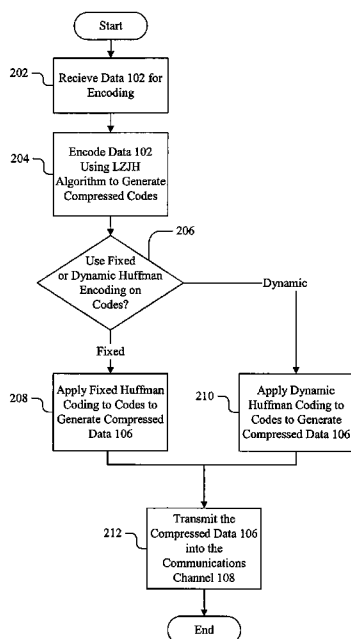 Start
202
Recieve Data 102 for
Encoding
204
Encode Data 102
Using LZJH
Algorithm to Generate
Compressed Codes
206
Use Fixed
or Dynamic Huffman
Encoding on
Codes?
Dynamic
Fixed
208
Apply Fixed Huffman
Coding to Codes to
Generate Compressed
Data 106
210
Apply Dynamic
Huffman Coding to
Codes to Generate
Compressed Data 106
212
Transmit the
Compressed Data 106
into the
Communications
Channel 108
End